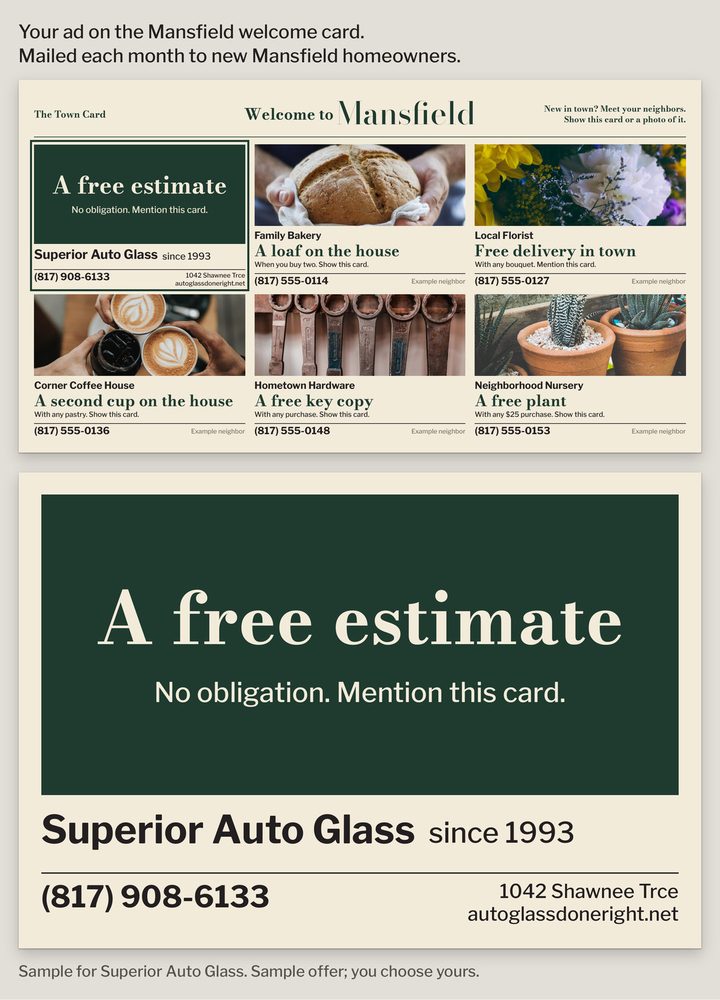 Your ad on the Mansfield welcome card.
Mailed each month to new Mansfield homeowners.
The Town Card
Welcome to Mansfield
New in town? Meet your neighbors.
Show this card or a photo of it.
A free estimate
No obligation. Mention this card.
Superior Auto Glass since 1993
(817) 908-6133
1042 Shawnee Trce
autoglassdoneright.net
Family Bakery
A loaf on the house
When you buy two. Show this card.
(817) 555-0114
Example neighbor
Local Florist
Free delivery in town
With any bouquet. Mention this card.
(817) 555-0127
Example neighbor
Corner Coffee House
A second cup on the house
With any pastry. Show this card.
(817) 555-0136
Example neighbor
Hometown Hardware
A free key copy
With any purchase. Show this card.
(817) 555-0148
Example neighbor
Neighborhood Nursery
A free plant
With any $25 purchase. Show this card.
(817) 555-0153
Example neighbor
A free estimate
No obligation. Mention this card.
Superior Auto Glass since 1993
(817) 908-6133
1042 Shawnee Trce
autoglassdoneright.net
Sample for Superior Auto Glass. Sample offer; you choose yours.